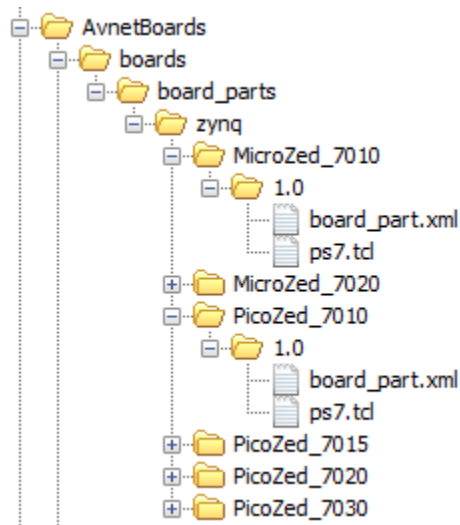 AvnetBoards
boards
board_parts
zynq
MicroZed_7010
1.0
board_part.xml
ps7.tcl
MicroZed_7020
PicoZed_7010
1.0
board_part.xml
ps7.tcl
PicoZed_7015
PicoZed_7020
PicoZed_7030